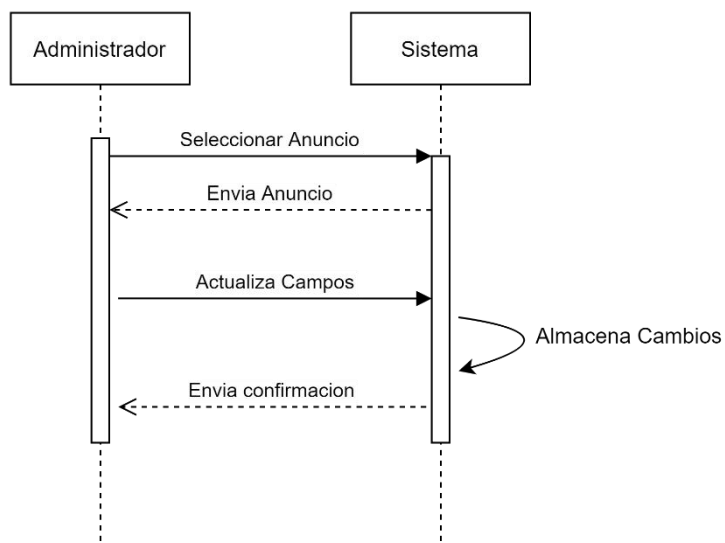 Administrador
Sistema
Seleccionar Anuncio
Envia Anuncio
Actualiza Campos
Almacena Cambios
Envia confirmacion